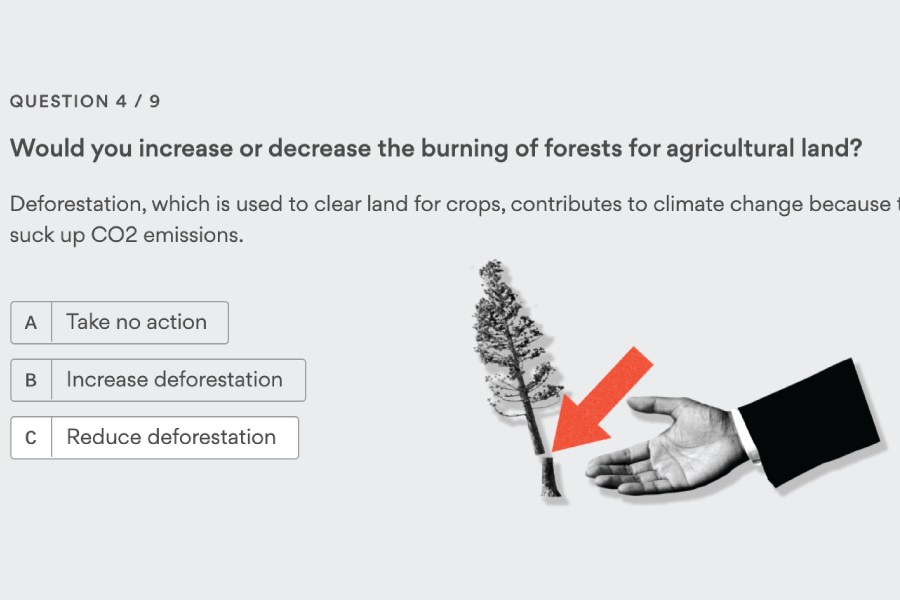 QUESTION 4 / 9
Would you increase or decrease the burning of forests for agricultural land?
Deforestation, which is used to clear land for crops, contributes to climate change because
suck up CO2 emissions.
A Take no action
B Increase deforestation
C Reduce deforestation